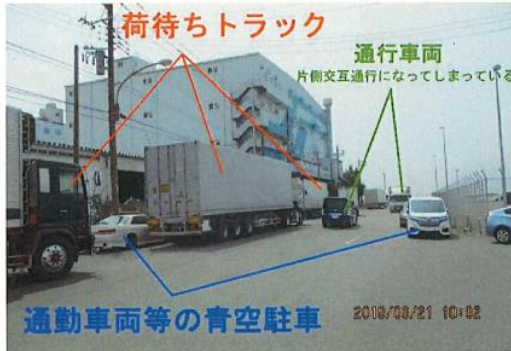 荷待ちトラック
通行車両
片側交互通行になってしまっている
通勤車両等の青空駐車
2019/08/21 10:02